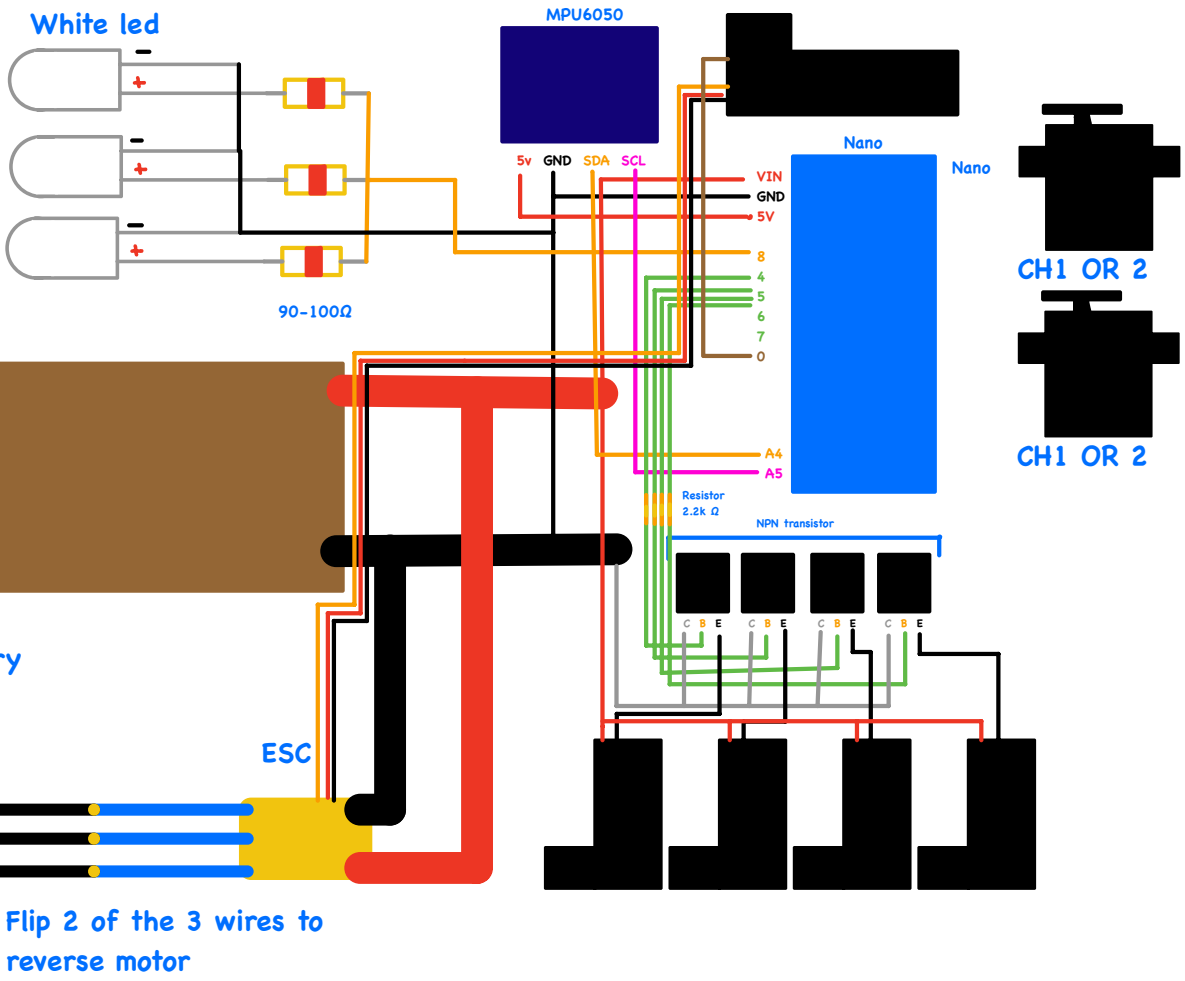 White led
MPU6050
-
+
-
+
-
+
5v GND SDA SCL
Nano
Nano
VIN
GND
5V
8
4
5
6
7
0
A4
A5
90-100Ω
CH1 OR 2
CH1 OR 2
Resistor
2.2k Ω
NPN transistor
C B E C B E C B E C B E
ry
ESC
Flip 2 of the 3 wires to
reverse motor